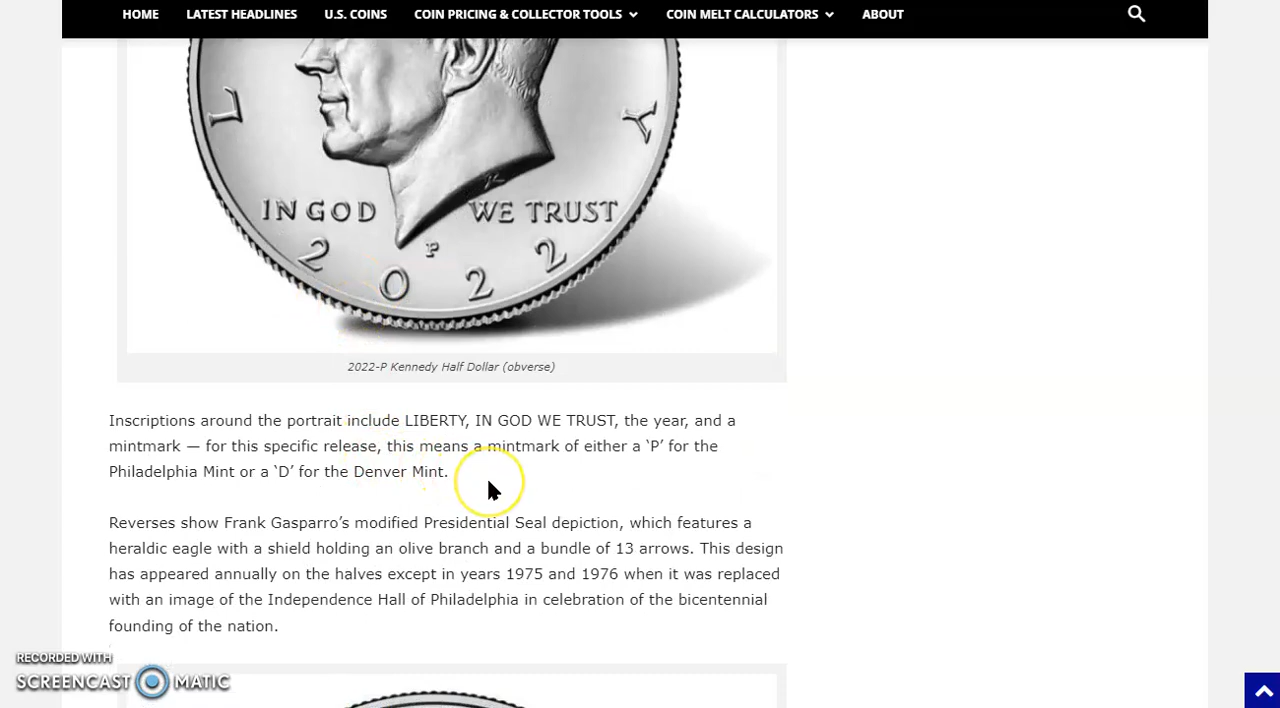 HOME LATEST HEADLINES U.S. COINS COIN PRICING & COLLECTOR TOOLS COIN MELT CALCULATORS ABOUT
L Y
IN GOD WE TRUST
P
2022
2022-P Kennedy Half Dollar (obverse)
Inscriptions around the portrait include LIBERTY, IN GOD WE TRUST, the year, and a
mintmark — for this specific release, this means a mintmark of either a ‘P’ for the
Philadelphia Mint or a ‘D’ for the Denver Mint.
Reverses show Frank Gasparro’s modified Presidential Seal depiction, which features a
heraldic eagle with a shield holding an olive branch and a bundle of 13 arrows. This design
has appeared annually on the halves except in years 1975 and 1976 when it was replaced
with an image of the Independence Hall of Philadelphia in celebration of the bicentennial
founding of the nation.
RECORDED WITH
SCREENCAST MATIC